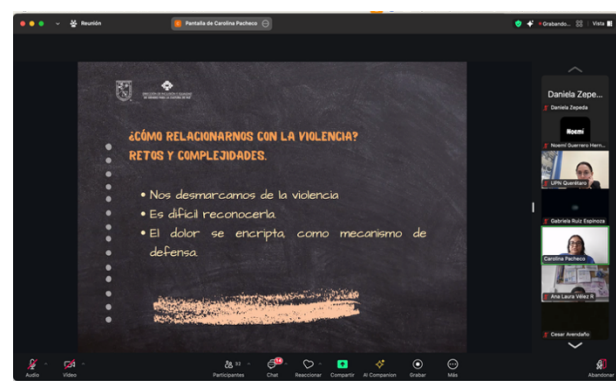 Reunión
Pantalla de Carolina Pacheco
Grabando...
Vista
¿CÓMO RELACIONARNOS CON LA VIOLENCIA?
RETOS Y COMPLEJIDADES.
• Nos desmarcamos de la violencia
• Es difícil reconocerla.
• El dolor se encripta, como mecanismo de
defensa.
Daniela Zepe...
Daniela Zepeda
Noemí
Noemí Guerrero Hern...
UPN Querétaro
Gabriela Ruiz Espinoza
Carolina Pacheco
Ana Laura Vélez R
Cesar Avendaño
Audio
Video
Participantes
Chat
Reaccionar
Compartir
AI Companion
Grabar
Más
Abandonar